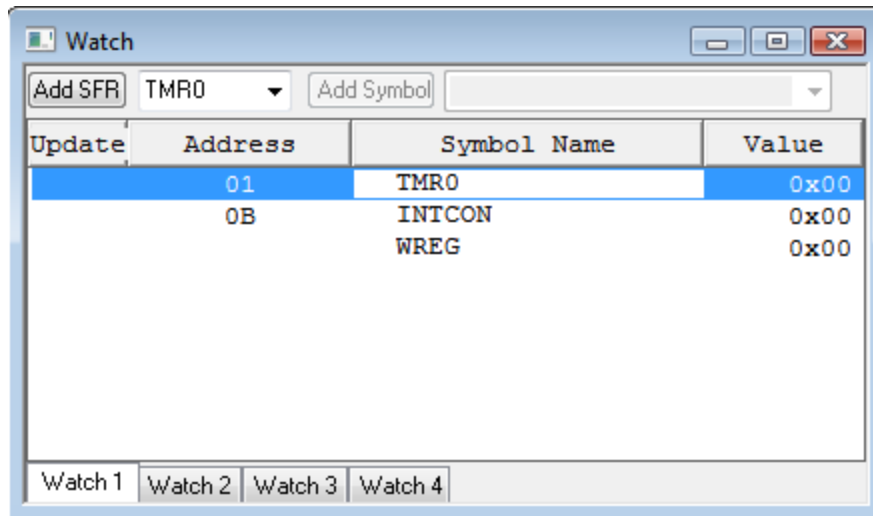 Watch
Add SFR TMR0 Add Symbol
Update Address Symbol Name Value
01 TMR0 0x00
0B INTCON 0x00
WREG 0x00
Watch 1 Watch 2 Watch 3 Watch 4